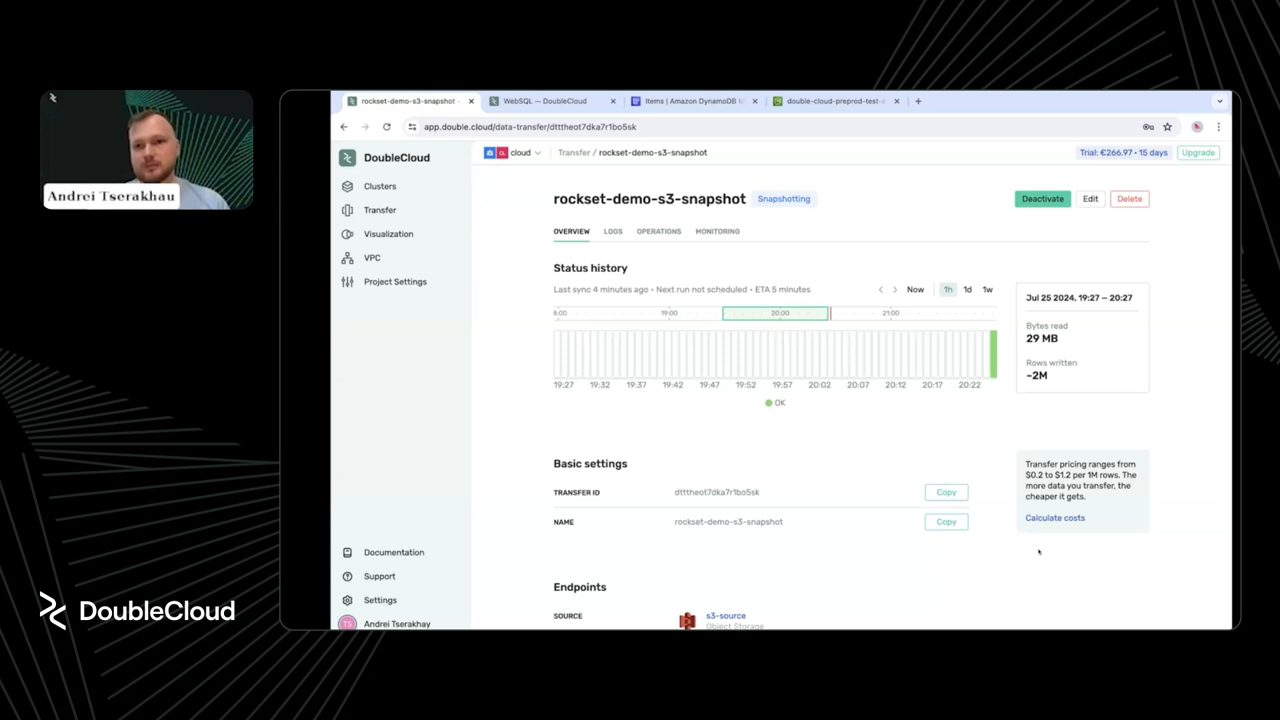 Andrei Tserakhau
DoubleCloud
rockset-demo-s3-snapshot -
WebSQL — DoubleCloud
Items | Amazon DynamoDB
double-cloud-preprod-test-
app.double.cloud/data-transfer/dtttheot7dka7r1bo5sk
DoubleCloud
cloud
Transfer / rockset-demo-s3-snapshot
Trial: €266.97 • 15 days
Upgrade
Clusters
Transfer
Visualization
VPC
Project Settings
Documentation
Support
Settings
TS
Andrei Tserakhay
rockset-demo-s3-snapshot
Snapshotting
Deactivate
Edit
Delete
OVERVIEW
LOGS
OPERATIONS
MONITORING
Status history
Last sync 4 minutes ago • Next run not scheduled • ETA 5 minutes
Now
1h
1d
1w
8:00 19:00 20:00 21:00
19:27 19:32 19:37 19:42 19:47 19:52 19:57 20:02 20:07 20:12 20:17 20:22
OK
Jul 25 2024, 19:27 — 20:27
Bytes read
29 MB
Rows written
~2M
Basic settings
TRANSFER ID
dtttheot7dka7r1bo5sk
Copy
NAME
rockset-demo-s3-snapshot
Copy
Transfer pricing ranges from
$0.2 to $1.2 per 1M rows. The
more data you transfer, the
cheaper it gets.
Calculate costs
Endpoints
SOURCE
s3-source
Object Storage